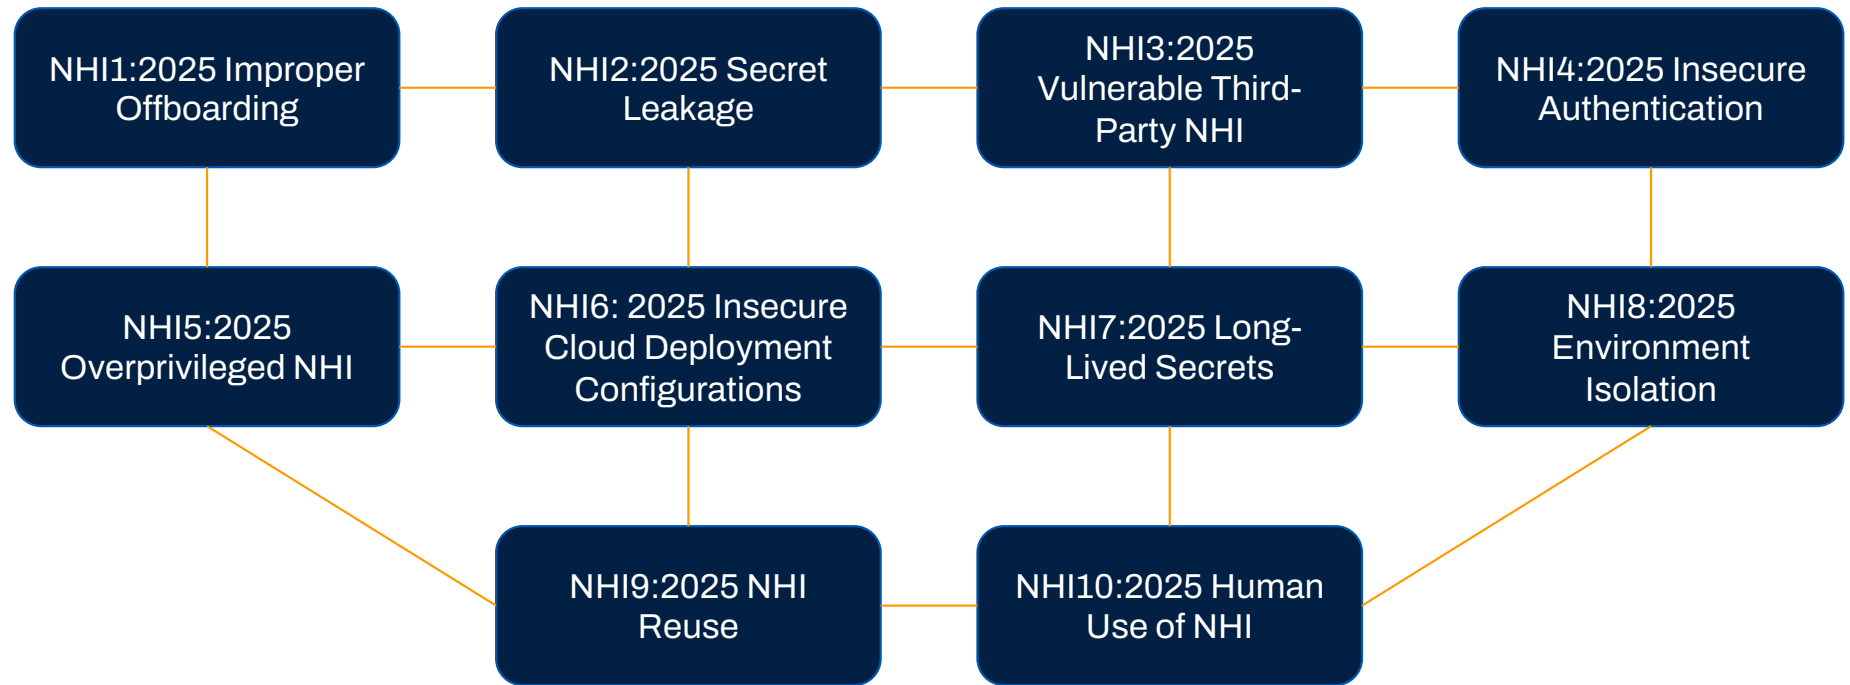 NHI1:2025 Improper
Offboarding
NHI2:2025 Secret
Leakage
NHI3:2025
Vulnerable Third-
Party NHI
NHI4:2025 Insecure
Authentication
NHI5:2025
Overprivileged NHI
NHI6: 2025 Insecure
Cloud Deployment
Configurations
NHI7:2025 Long-
Lived Secrets
NHI8:2025
Environment
Isolation
NHI9:2025 NHI
Reuse
NHI10:2025 Human
Use of NHI